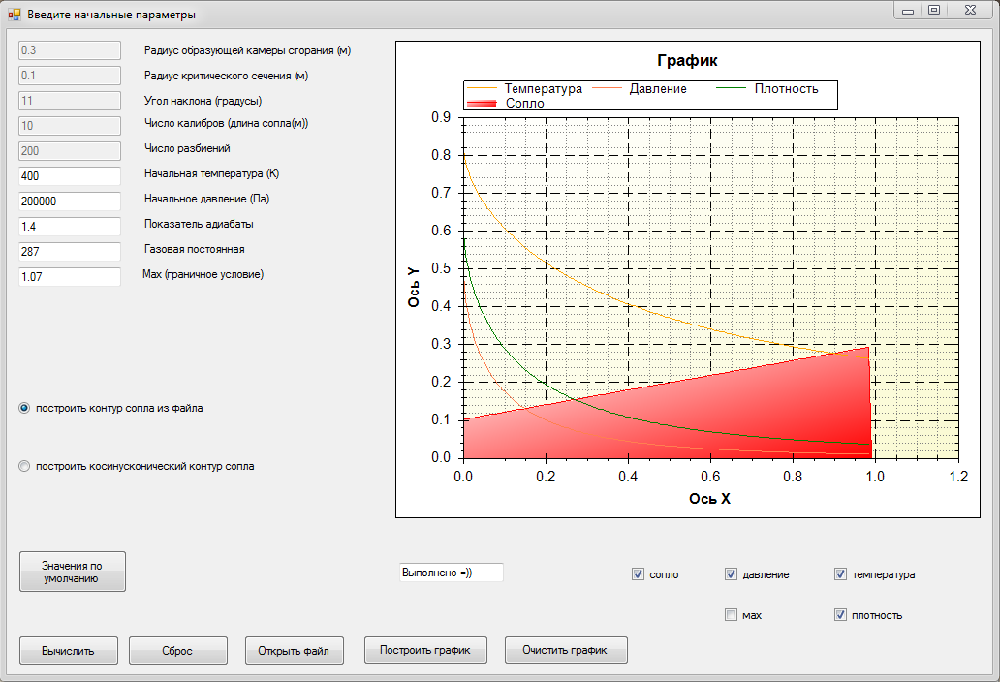 Введите начальные параметры
0.3 Радиус образующей камеры сгорания (м)
0.1 Радиус критического сечения (м)
11 Угол наклона (градусы)
10 Число калибров (длина сопла(м))
200 Число разбиений
400 Начальная температура (К)
200000 Начальное давление (Па)
1.4 Показатель адиабаты
287 Газовая постоянная
1.07 Мах (граничное условие)
построить контур сопла из файла
построить косинусконический контур сопла
График
Температура Давление Плотность
Сопло
0.9
0.8
0.7
0.6
0.5
0.4
0.3
0.2
0.1
0.0
Ось Y
0.0 0.2 0.4 0.6 0.8 1.0 1.2
Ось X
Значения по
умолчанию
Выполнено =))
сопло давление температура
мах плотность
Вычислить Сброс Открыть файл Построить график Очистить график